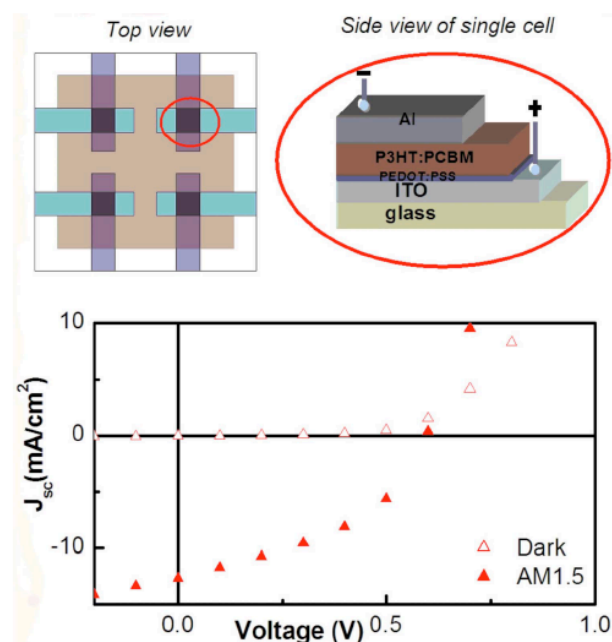 Top view
Side view of single cell
-
+
Al
P3HT:PCBM
PEDOT:PSS
ITO
glass
10
0
-10
J_sc(mA/cm²)
Dark
AM1.5
0.0
0.5
1.0
Voltage (V)